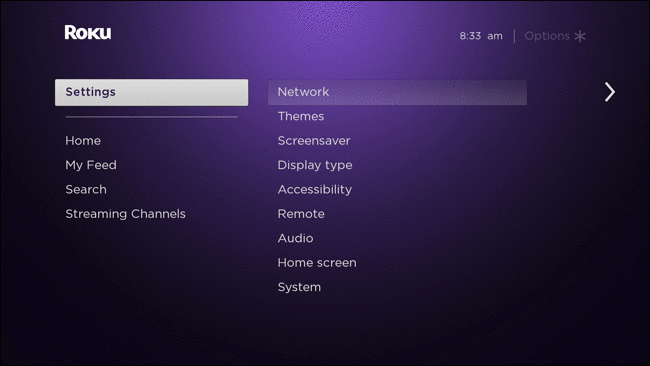 Roku
8:33 am | Options
Settings
Home
My Feed
Search
Streaming Channels
Network
Themes
Screensaver
Display type
Accessibility
Remote
Audio
Home screen
System